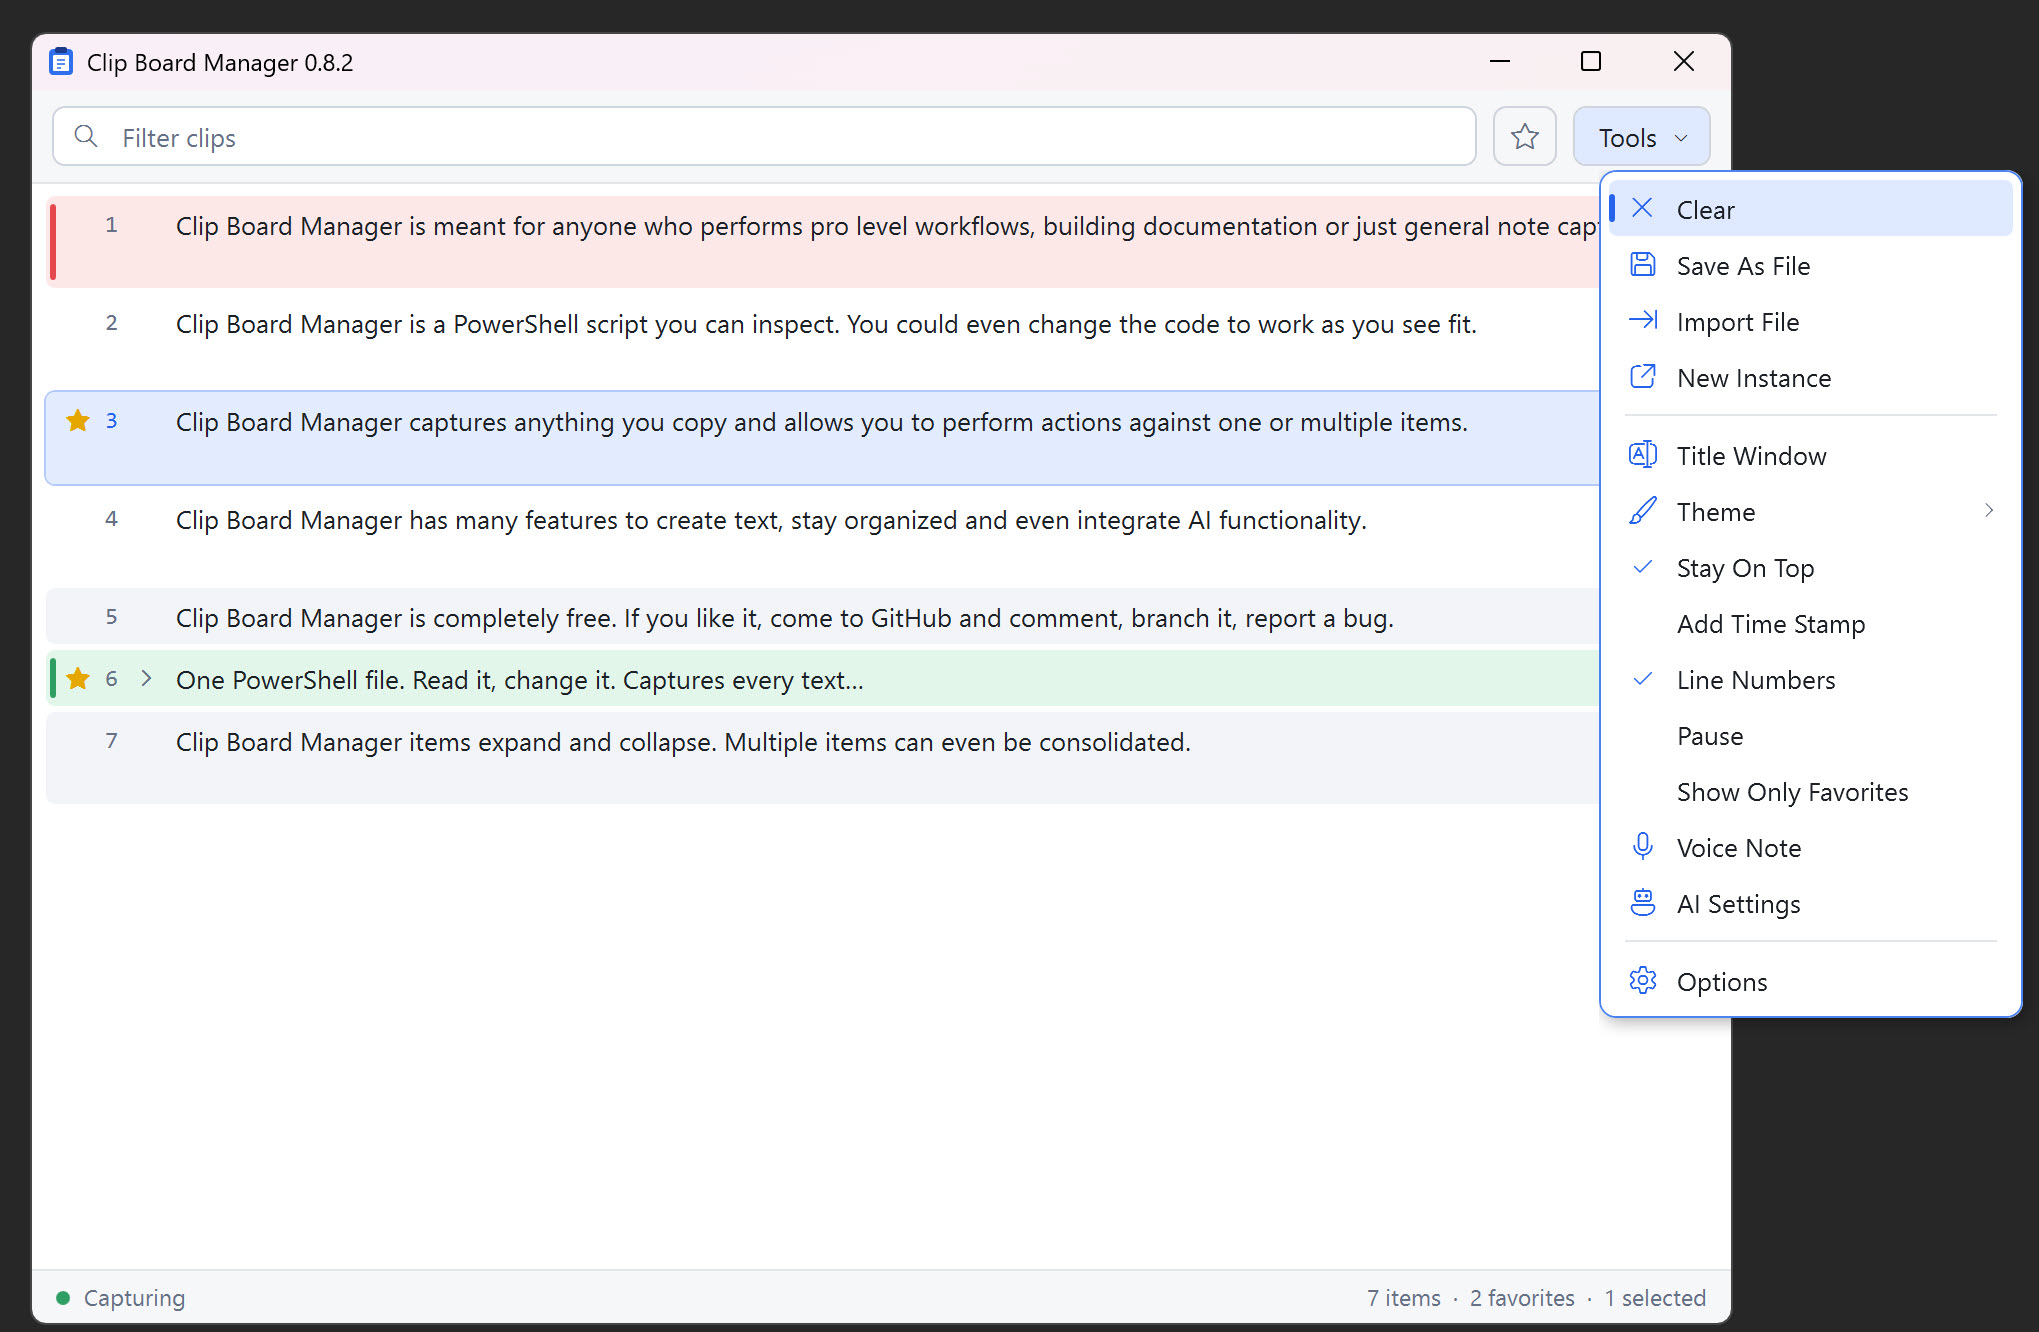 Clip Board Manager 0.8.2
Filter clips
Tools
1 Clip Board Manager is meant for anyone who performs pro level workflows, building documentation or just general note
2 Clip Board Manager is a PowerShell script you can inspect. You could even change the code to work as you see fit.
3 Clip Board Manager captures anything you copy and allows you to perform actions against one or multiple items.
4 Clip Board Manager has many features to create text, stay organized and even integrate AI functionality.
5 Clip Board Manager is completely free. If you like it, come to GitHub and comment, branch it, report a bug.
6 One PowerShell file. Read it, change it. Captures every text...
7 Clip Board Manager items expand and collapse. Multiple items can even be consolidated.
Clear
Save As File
Import File
New Instance
Title Window
Theme
Stay On Top
Add Time Stamp
Line Numbers
Pause
Show Only Favorites
Voice Note
AI Settings
Options
Capturing
7 items · 2 favorites · 1 selected